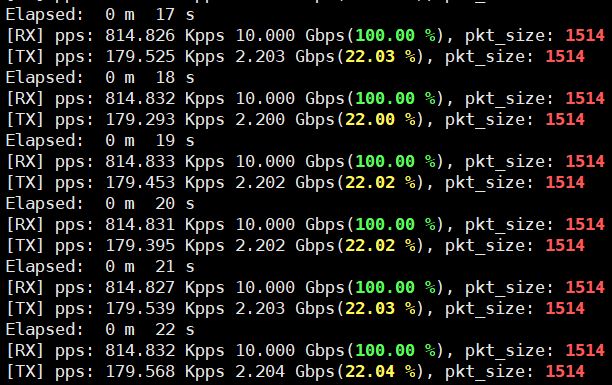 Elapsed:  0 m  17 s
[RX] pps: 814.826 Kpps 10.000 Gbps(100.00 %), pkt_size: 1514
[TX] pps: 179.525 Kpps 2.203 Gbps(22.03 %), pkt_size: 1514
Elapsed:  0 m  18 s
[RX] pps: 814.832 Kpps 10.000 Gbps(100.00 %), pkt_size: 1514
[TX] pps: 179.293 Kpps 2.200 Gbps(22.00 %), pkt_size: 1514
Elapsed:  0 m  19 s
[RX] pps: 814.833 Kpps 10.000 Gbps(100.00 %), pkt_size: 1514
[TX] pps: 179.453 Kpps 2.202 Gbps(22.02 %), pkt_size: 1514
Elapsed:  0 m  20 s
[RX] pps: 814.831 Kpps 10.000 Gbps(100.00 %), pkt_size: 1514
[TX] pps: 179.395 Kpps 2.202 Gbps(22.02 %), pkt_size: 1514
Elapsed:  0 m  21 s
[RX] pps: 814.827 Kpps 10.000 Gbps(100.00 %), pkt_size: 1514
[TX] pps: 179.539 Kpps 2.203 Gbps(22.03 %), pkt_size: 1514
Elapsed:  0 m  22 s
[RX] pps: 814.832 Kpps 10.000 Gbps(100.00 %), pkt_size: 1514
[TX] pps: 179.568 Kpps 2.204 Gbps(22.04 %), pkt_size: 1514